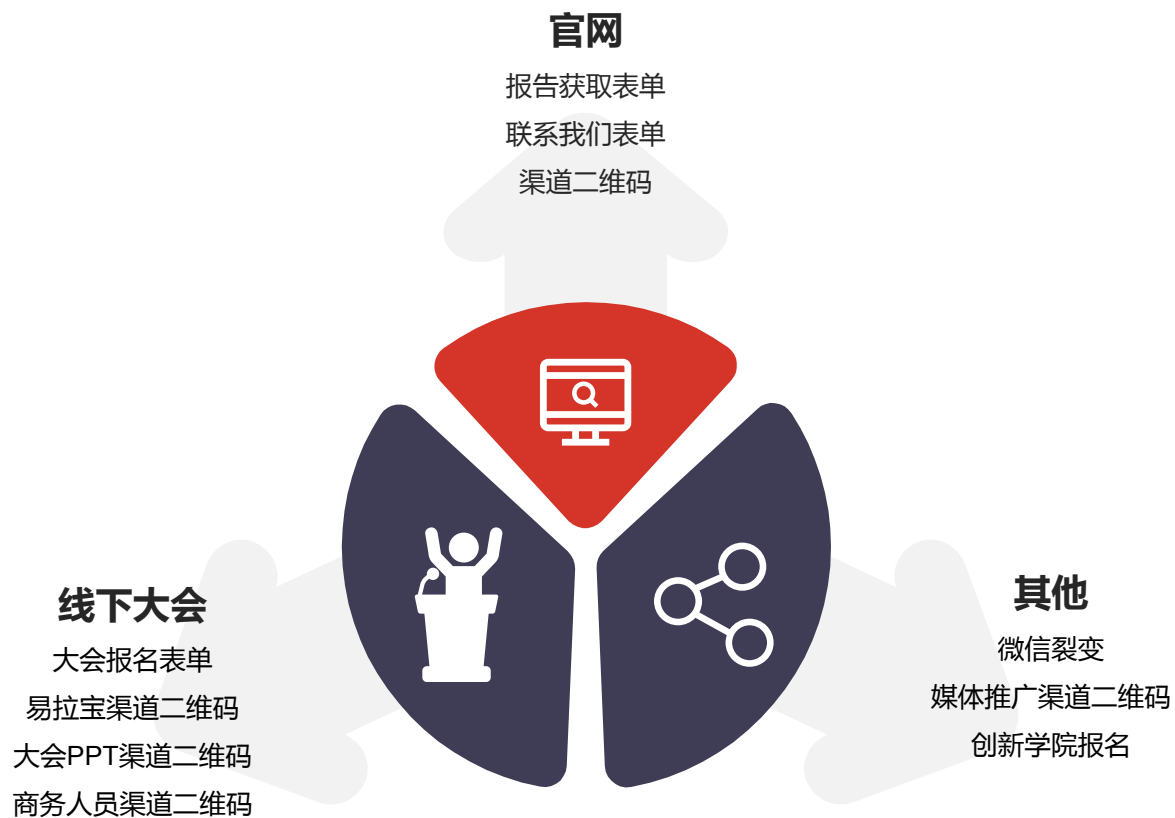 官网
报告获取表单
联系我们表单
渠道二维码
线下大会
大会报名表单
易拉宝渠道二维码
大会PPT渠道二维码
商务人员渠道二维码
其他
微信裂变
媒体推广渠道二维码
创新学院报名